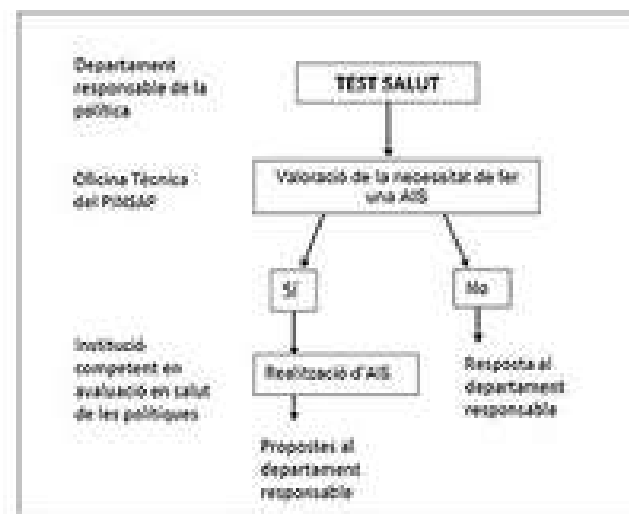 Departament
responsable de la
política
TEST SALUT
Oficina Tècnica
del PINSAP
Valoració de la necessitat de fer
una AIS
Sí
No
Institució
competent en
avaluació en salut
de les polítiques
Realització d'AIS
Resposta al
departament
responsable
Propostes al
departament
responsable